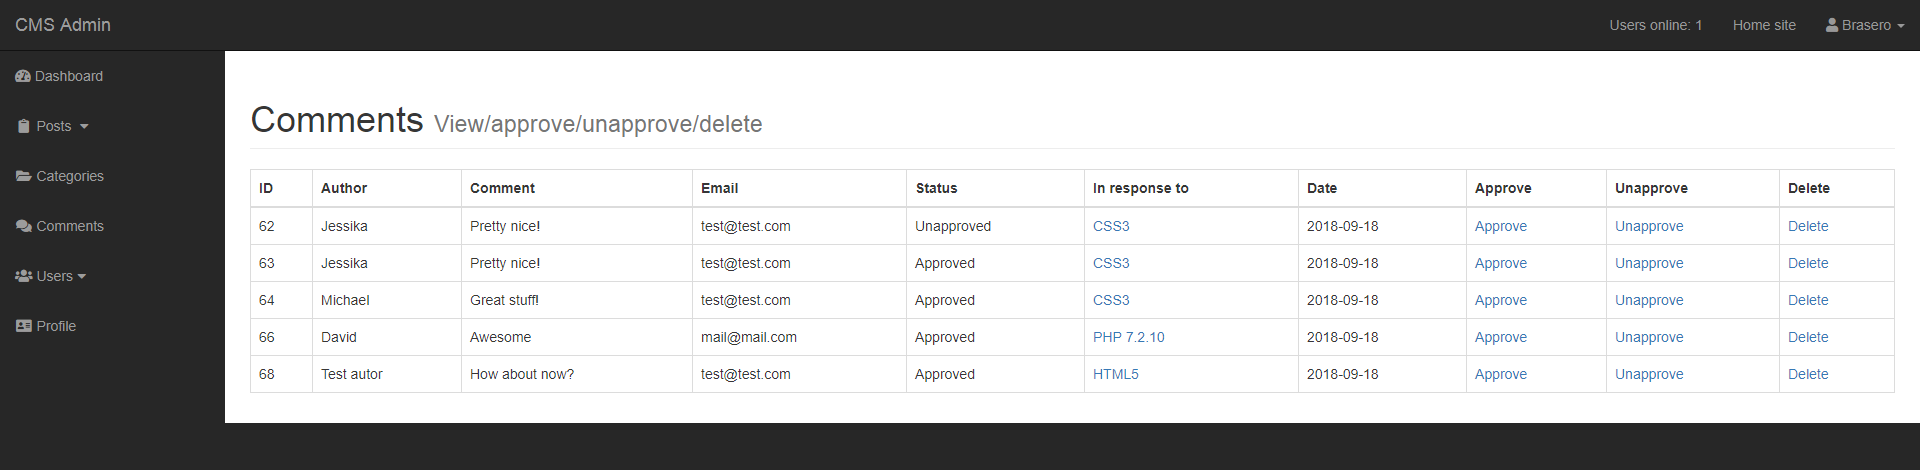 CMS Admin Users online: 1 Home site Brasero
Dashboard
Posts
Categories
Comments
Users
Profile
Comments View/approve/unapprove/delete
ID Author Comment Email Status In response to Date Approve Unapprove Delete
62 Jessika Pretty nice! test@test.com Unapproved CSS3 2018-09-18 Approve Unapprove Delete
63 Jessika Pretty nice! test@test.com Approved CSS3 2018-09-18 Approve Unapprove Delete
64 Michael Great stuff! test@test.com Approved CSS3 2018-09-18 Approve Unapprove Delete
66 David Awesome mail@mail.com Approved PHP 7.2.10 2018-09-18 Approve Unapprove Delete
68 Test autor How about now? test@test.com Approved HTML5 2018-09-18 Approve Unapprove Delete